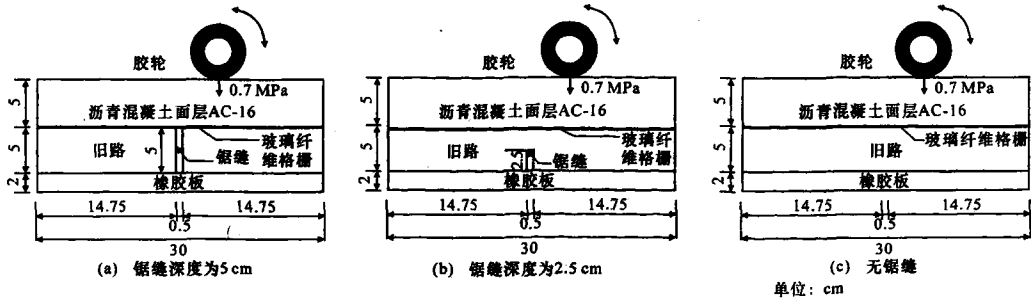 胶轮
0.7 MPa
5
沥青混凝土面层AC-16
玻璃纤
维格栅
5
旧路
5
锯缝
2
橡胶板
14.75
14.75
0.5
30
(a) 锯缝深度为5 cm
胶轮
0.7 MPa
5
沥青混凝土面层AC-16
玻璃纤
维格栅
5
旧路
2.5
锯缝
2
橡胶板
14.75
14.75
0.5
30
(b) 锯缝深度为2.5 cm
胶轮
0.7 MPa
5
沥青混凝土面层AC-16
玻璃纤维格栅
5
旧路
2
橡胶板
14.75
14.75
0.5
30
(c) 无锯缝
单位: cm